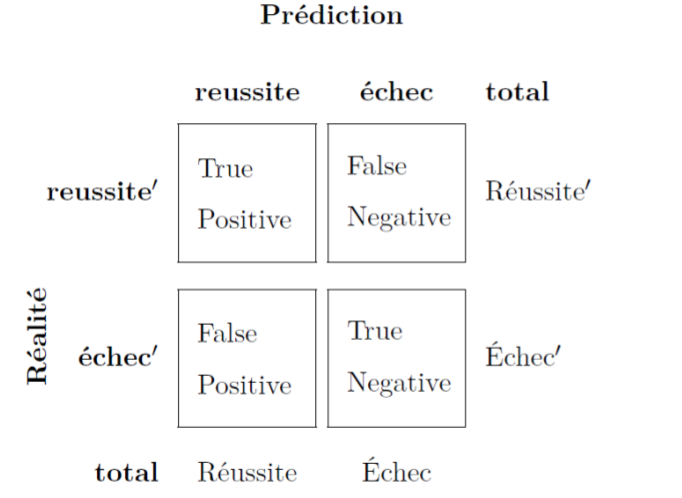 Prédiction
reussite échec total
True
Positive
False
Negative
reussite′
Réussite′
False
Positive
True
Negative
Réalité
échec′
Échec′
total Réussite Échec